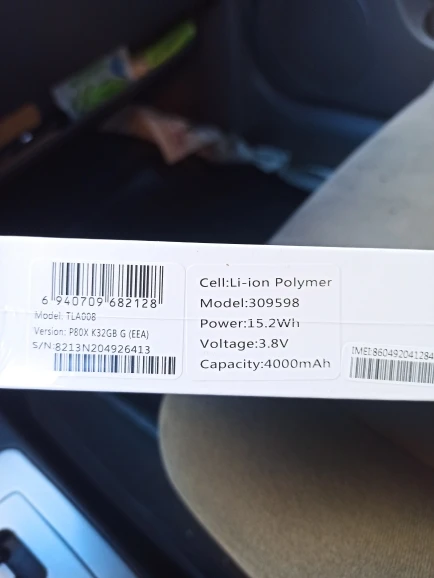 6 940709 682128
Model: TLA008
Version: P80X K32GB G (EEA)
S/N:8213N204926413
Cell:Li-ion Polymer
Model:309598
Power:15.2Wh
Voltage:3.8V
Capacity:4000mAh
IMEI:860492041284